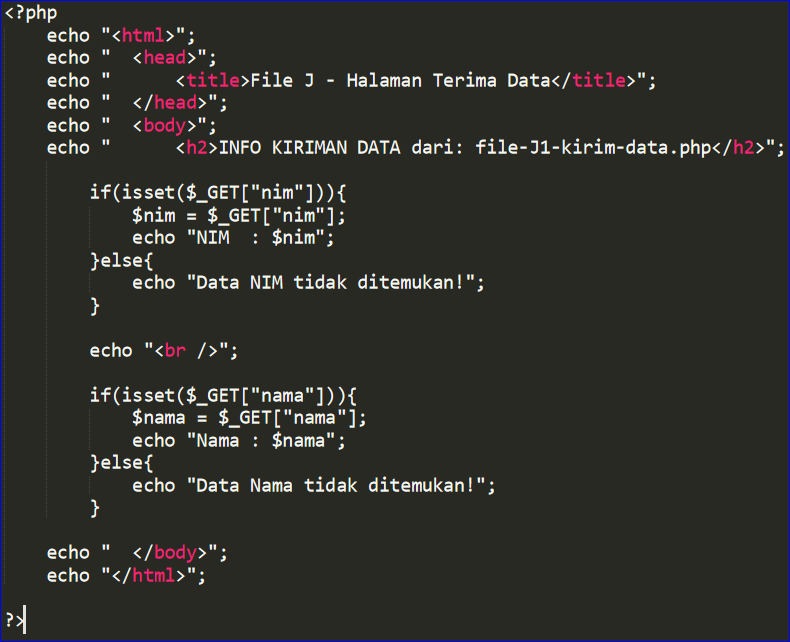 <?php
    echo "<html>";
    echo "  <head>";
    echo "      <title>File J - Halaman Terima Data</title>";
    echo "  </head>";
    echo "  <body>";
    echo "      <h2>INFO KIRIMAN DATA dari: file-J1-kirim-data.php</h2>";
        if(isset($_GET["nim"])){
            $nim = $_GET["nim"];
            echo "NIM  : $nim";
        }else{
            echo "Data NIM tidak ditemukan!";
        }
        echo "<br />";
        if(isset($_GET["nama"])){
            $nama = $_GET["nama"];
            echo "Nama : $nama";
        }else{
            echo "Data Nama tidak ditemukan!";
        }
    echo "  </body>";
    echo "</html>";
?>